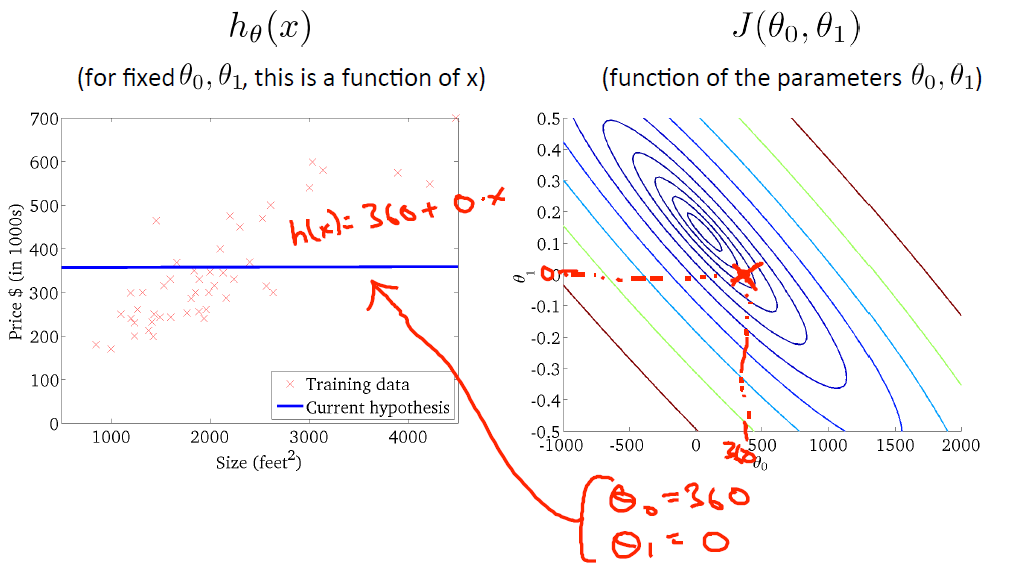 hθ(x)
(for fixed θ0, θ1, this is a function of x)
700
600
500
400
300
200
100
0
Price $ (in 1000s)
1000
2000
3000
4000
Size (feet²)
Training data
Current hypothesis
h(x) = 360 + 0·x
J(θ0, θ1)
(function of the parameters θ0, θ1)
0.5
0.4
0.3
0.2
0.1
0
-0.1
-0.2
-0.3
-0.4
-0.5
θ1
0
-1000
-500
0
500
1000
1500
2000
360
θ0
θ0 = 360
θ1 = 0